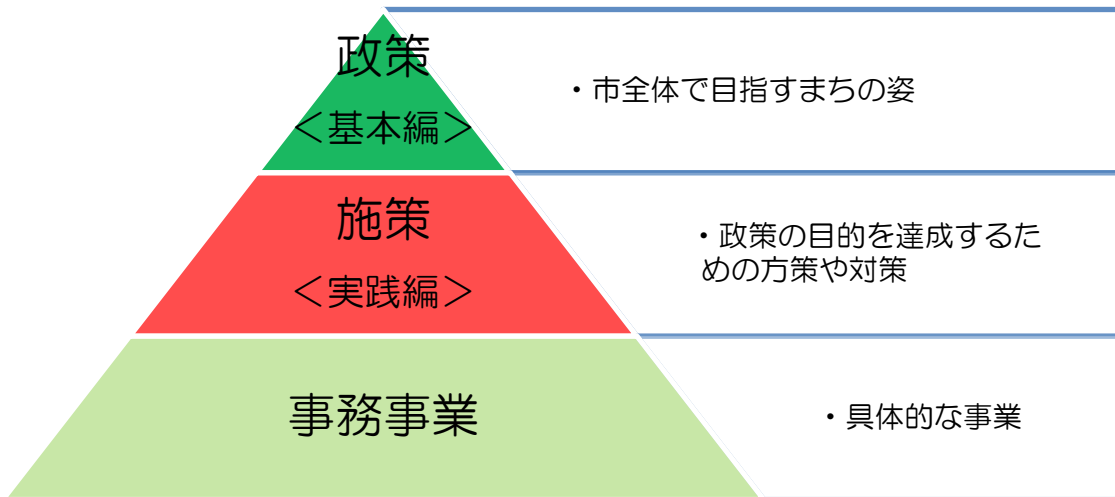 政策
<基本編>
・市全体で目指すまちの姿
施策
<実践編>
・政策の目的を達成するた
めの方策や対策
事務事業
・具体的な事業